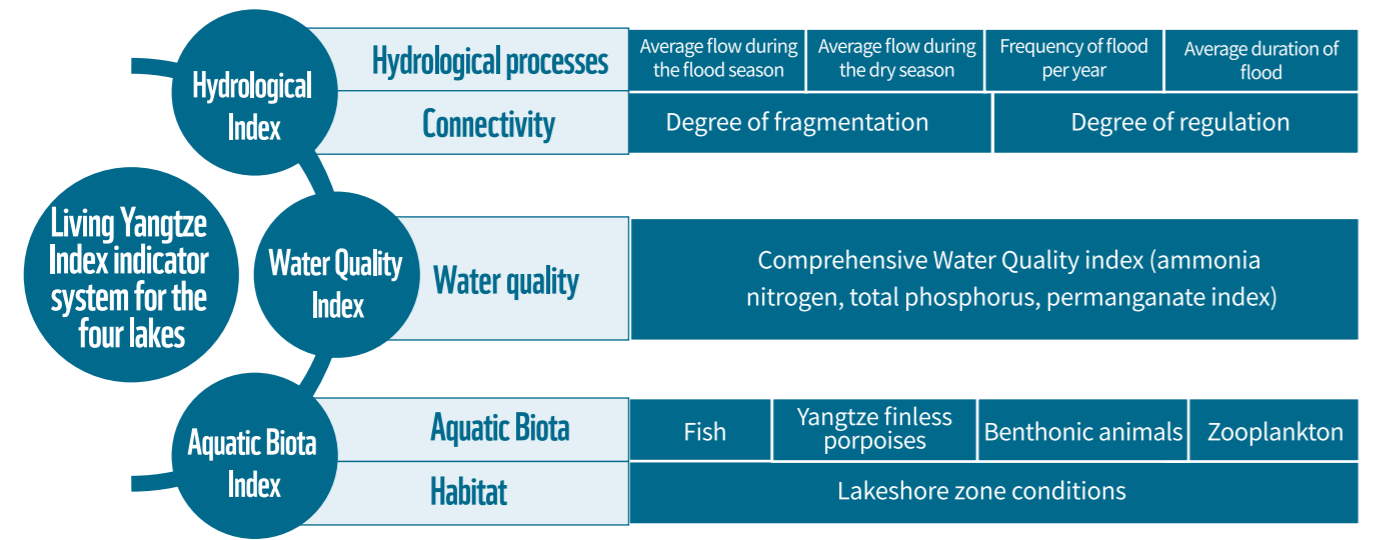 Living Yangtze
Index indicator
system for the
four lakes
Hydrological
Index
Hydrological processes
Average flow during
the flood season
Average flow during
the dry season
Frequency of flood
per year
Average duration of
flood
Connectivity
Degree of fragmentation
Degree of regulation
Water Quality
Index
Water quality
Comprehensive Water Quality index (ammonia
nitrogen, total phosphorus, permanganate index)
Aquatic Biota
Index
Aquatic Biota
Fish
Yangtze finless
porpoises
Benthonic animals
Zooplankton
Habitat
Lakeshore zone conditions